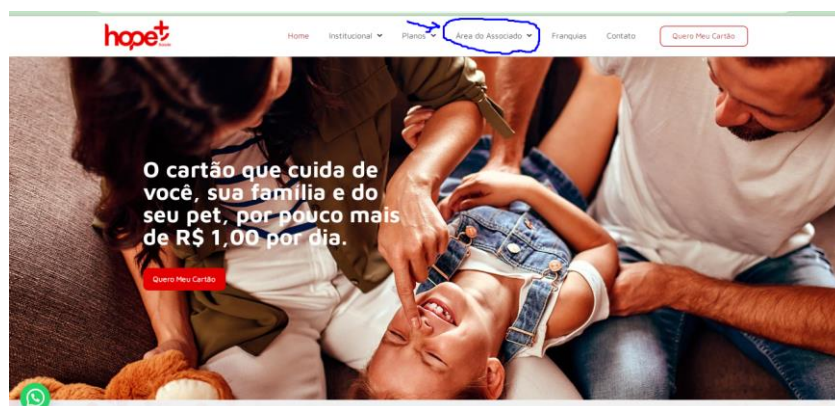 hope+
Home Institucional Planos Área do Associado Franquias Contato Quero Meu Cartão
O cartão que cuida de
você, sua família e do
seu pet, por pouco mais
de R$ 1,00 por dia.
Quero Meu Cartão